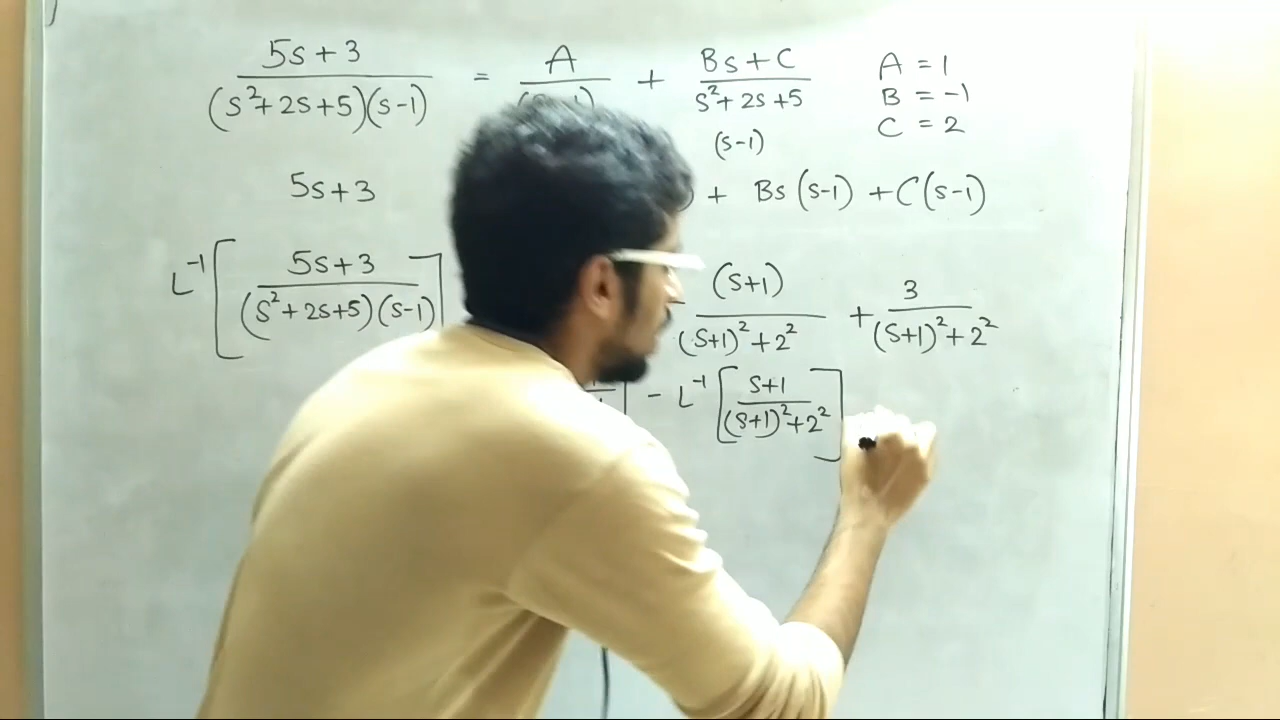 5s+3 / (s²+2s+5)(s-1) = A / + Bs+C / s²+2s+5 A = 1
B = -1
(s-1) C = 2
5s+3 ) + Bs(s-1) + C(s-1)
L⁻¹[ 5s+3 / (s²+2s+5)(s-1) ] - (s+1) / (s+1)²+2² + 3 / (s+1)²+2²
] - L⁻¹[ s+1 / (s+1)²+2² ]